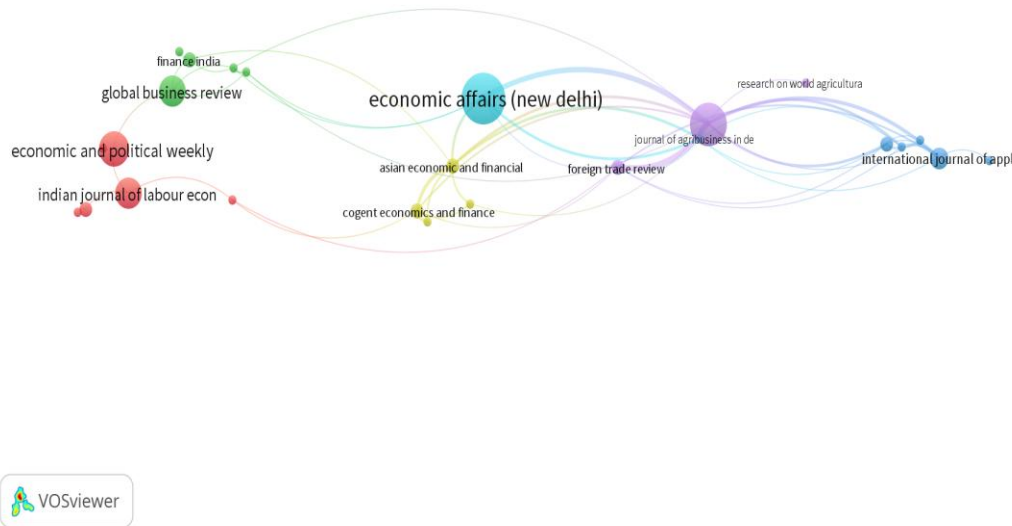 finance india
global business review
economic and political weekly
indian journal of labour econ
economic affairs (new delhi)
asian economic and financial
cogent economics and finance
foreign trade review
research on world agricultura
journal of agribusiness in de
international journal of appl
VOSviewer